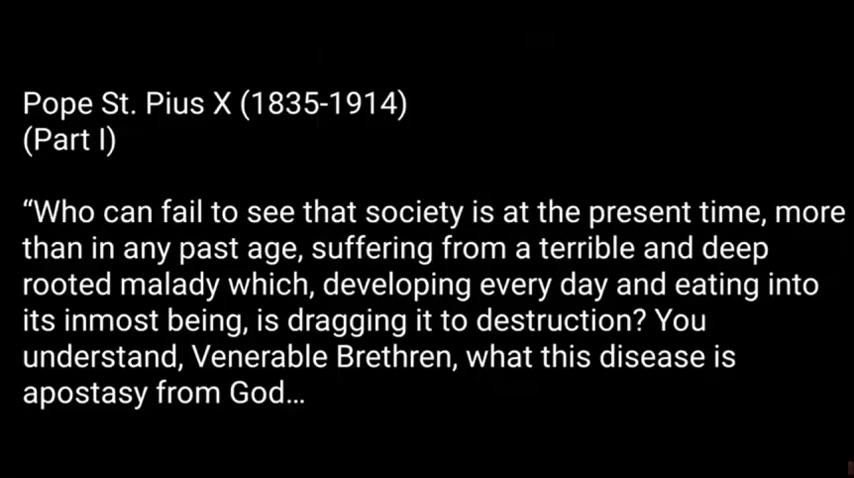 Pope St. Pius X (1835-1914)
(Part I)
“Who can fail to see that society is at the present time, more
than in any past age, suffering from a terrible and deep
rooted malady which, developing every day and eating into
its inmost being, is dragging it to destruction? You
understand, Venerable Brethren, what this disease is
apostasy from God…